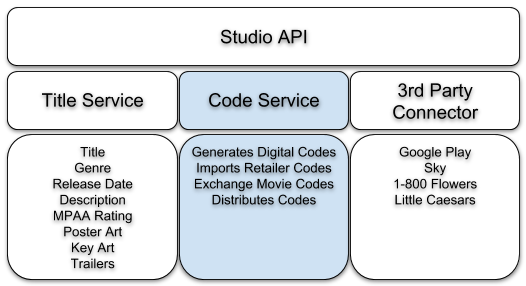 Studio API
Title Service
Code Service
3rd Party
Connector
Title
Genre
Release Date
Description
MPAA Rating
Poster Art
Key Art
Trailers
Generates Digital Codes
Imports Retailer Codes
Exchange Movie Codes
Distributes Codes
Google Play
Sky
1-800 Flowers
Little Caesars